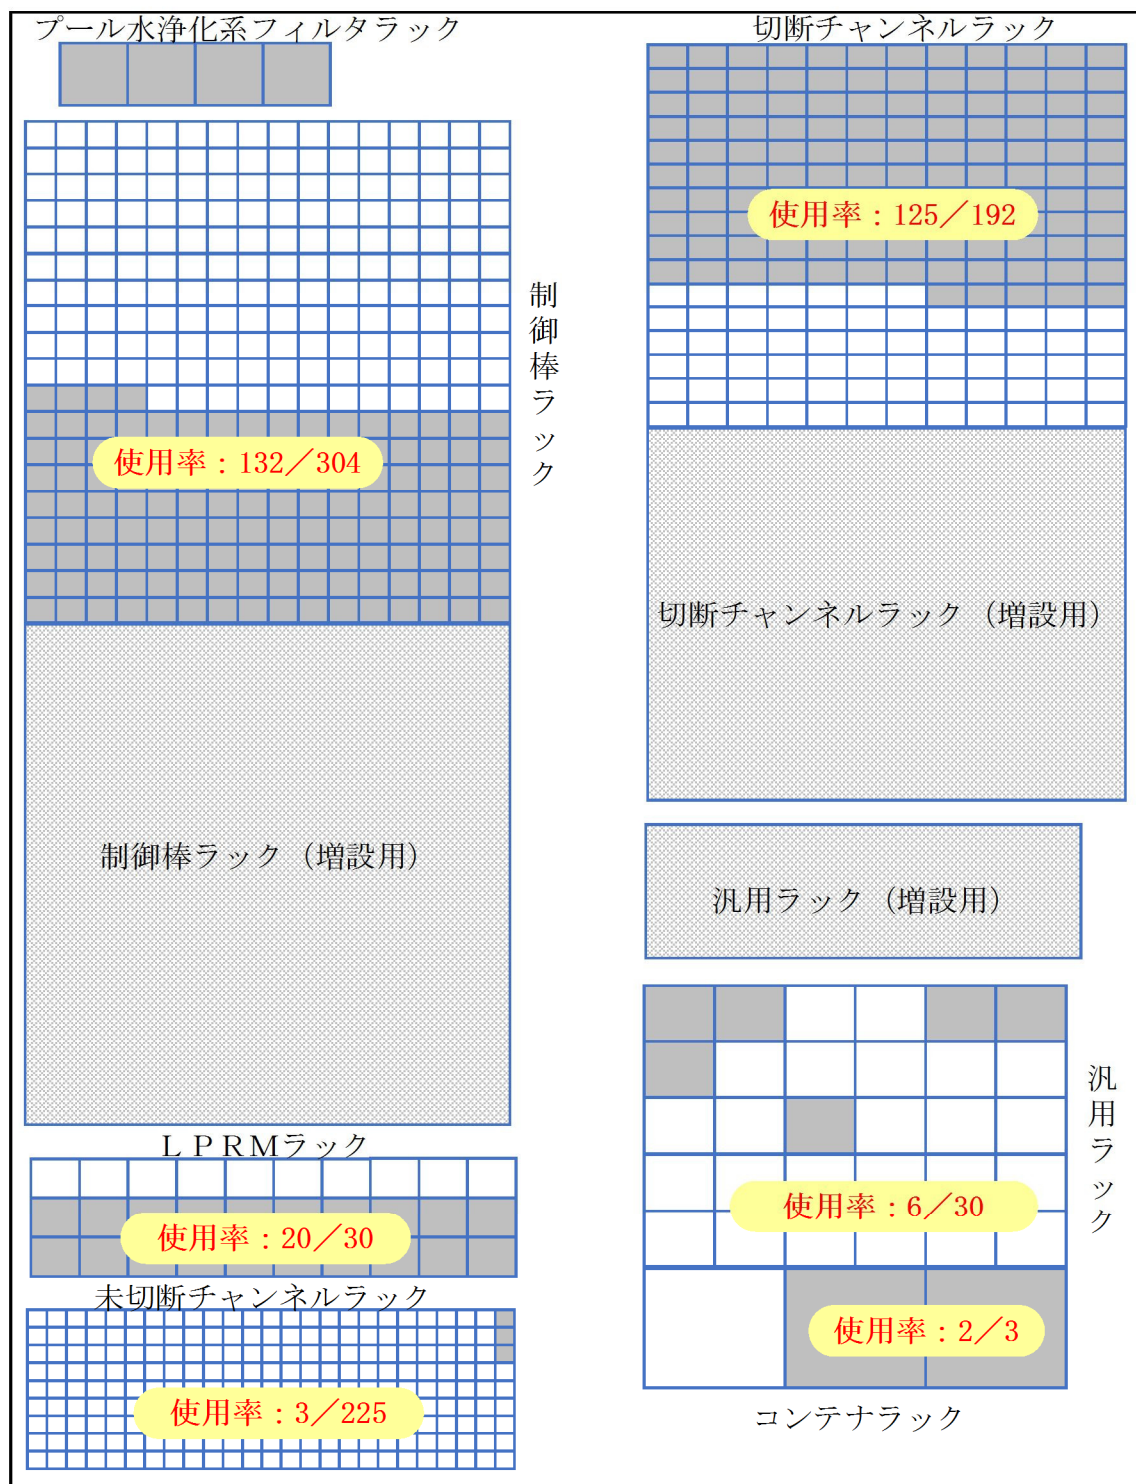 プール水浄化系フィルタラック
制御棒ラック
使用率：132／304
制御棒ラック（増設用）
ＬＰＲＭラック
使用率：20／30
未切断チャンネルラック
使用率：3／225
切断チャンネルラック
使用率：125／192
切断チャンネルラック（増設用）
汎用ラック（増設用）
汎用ラック
使用率：6／30
使用率：2／3
コンテナラック